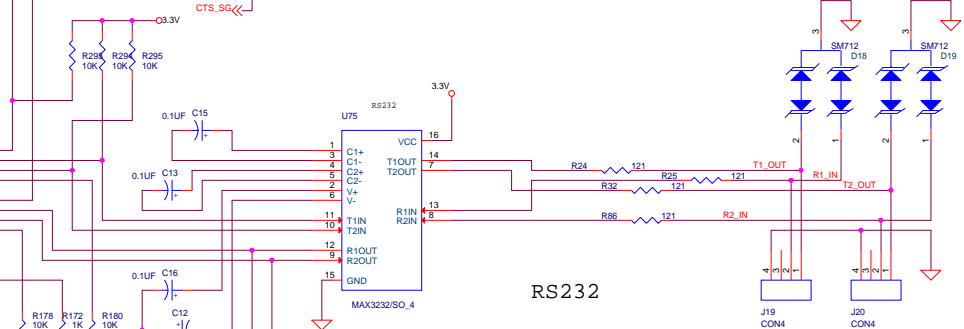 CTS_SG
3.3V
R293
10K
R294
10K
R295
10K
0.1UF
C15
0.1UF
C13
0.1UF
C16
C12
R178
10K
R172
1K
R180
10K
RS232
U75
1
3
4
5
2
6
11
10
12
9
15
C1+
C1-
C2+
C2-
V+
V-
T1IN
T2IN
R1OUT
R2OUT
GND
VCC
T1OUT
T2OUT
R1IN
R2IN
16
14
7
13
8
MAX3232/SO_4
3.3V
R24
121
R25
121
R32
121
R86
121
T1_OUT
R1_IN
T2_OUT
R2_IN
RS232
3
SM712
D18
2
1
3
SM712
D19
2
1
4
3
2
1
J19
CON4
4
3
2
1
J20
CON4